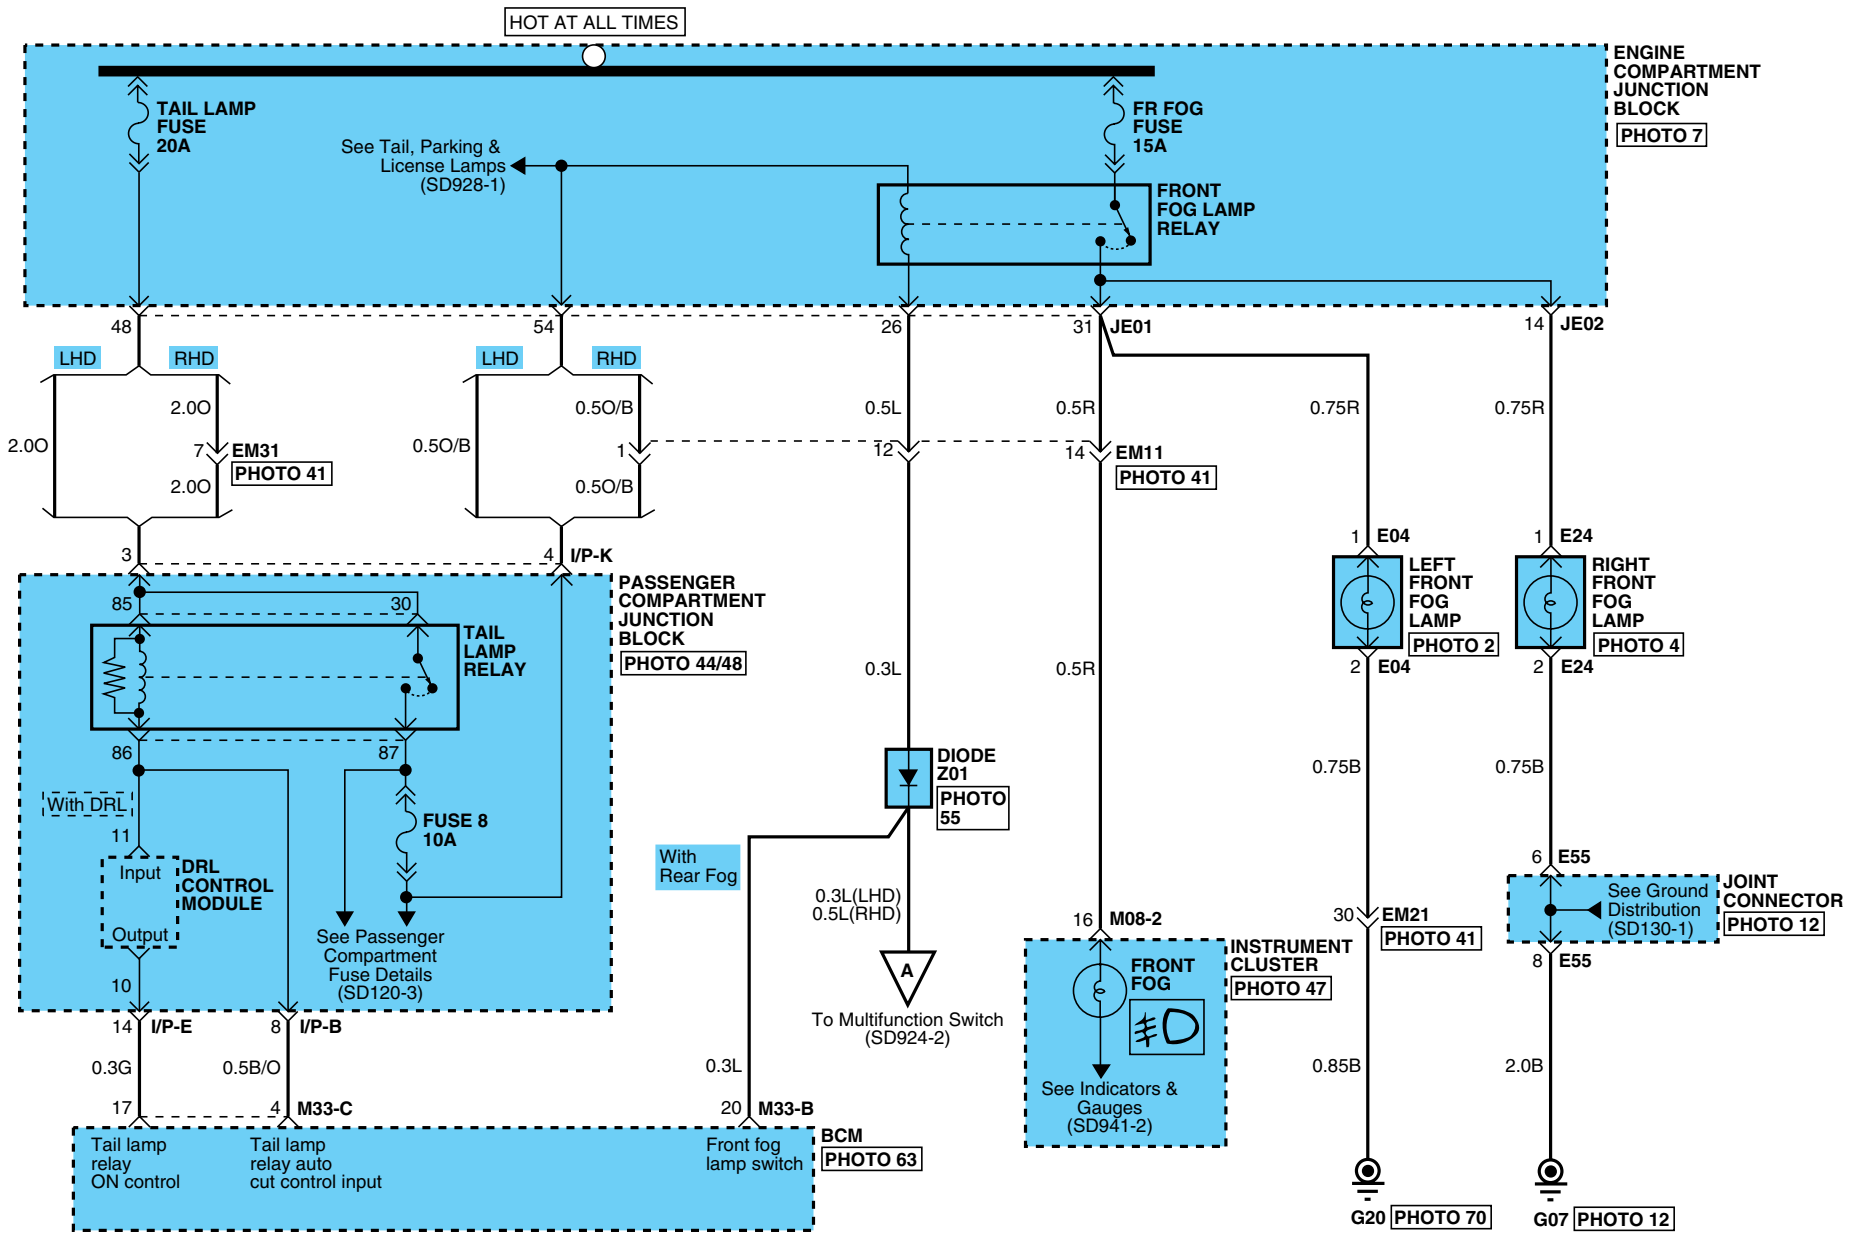 HOT AT ALL TIMES
ENGINE
COMPARTMENT
JUNCTION
BLOCK
PHOTO 7
TAIL LAMP
FUSE
20A
See Tail, Parking &
License Lamps
(SD928-1)
FR FOG
FUSE
15A
FRONT
FOG LAMP
RELAY
48
54
26
31
JE01
14
JE02
LHD
RHD
LHD
RHD
2.0O
0.5O/B
0.5L
0.5R
0.75R
0.75R
2.0O
7
EM31
PHOTO 41
0.5O/B
1
12
14
EM11
PHOTO 41
2.0O
0.5O/B
3
4
I/P-K
1
E04
1
E24
PASSENGER
COMPARTMENT
JUNCTION
BLOCK
PHOTO 44/48
85
30
TAIL
LAMP
RELAY
LEFT
FRONT
FOG
LAMP
PHOTO 2
RIGHT
FRONT
FOG
LAMP
PHOTO 4
0.3L
0.5R
2
E04
2
E24
86
87
With DRL
11
FUSE 8
10A
DIODE
Z01
PHOTO
55
0.75B
0.75B
Input
DRL
CONTROL
MODULE
Output
With
Rear Fog
0.3L(LHD)
0.5L(RHD)
6
E55
See Ground
Distribution
(SD130-1)
JOINT
CONNECTOR
PHOTO 12
8
E55
See Passenger
Compartment
Fuse Details
(SD120-3)
10
A
To Multifunction Switch
(SD924-2)
16
M08-2
INSTRUMENT
CLUSTER
PHOTO 47
FRONT
FOG
30
EM21
PHOTO 41
14
I/P-E
8
I/P-B
0.3G
0.5B/O
0.3L
See Indicators &
Gauges
(SD941-2)
0.85B
2.0B
17
4
M33-C
20
M33-B
BCM
PHOTO 63
Tail lamp
relay
ON control
Tail lamp
relay auto
cut control input
Front fog
lamp switch
G20
PHOTO 70
G07
PHOTO 12